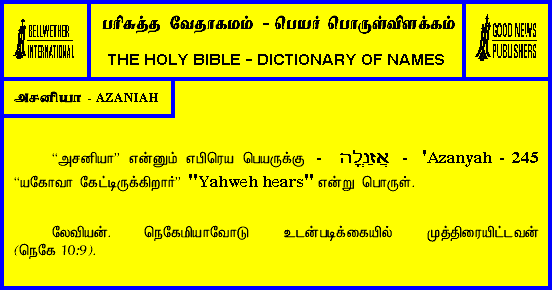 BELLWETHER
INTERNATIONAL
பரிசுத்த வேதாகமம் - பெயர் பொருள்விளக்கம்
THE HOLY BIBLE - DICTIONARY OF NAMES
GOOD NEWS
PUBLISHERS
அசனியா - AZANIAH
“அசனியா” என்னும் எபிரெய பெயருக்கு - - 'Azanyah - 245
“யகோவா கேட்டிருக்கிறார்” "Yahweh hears" என்று பொருள்.
லேவியன். நெகேமியாவோடு உடன்படிக்கையில் முத்திரையிட்டவன்
(நெகே 10:9).